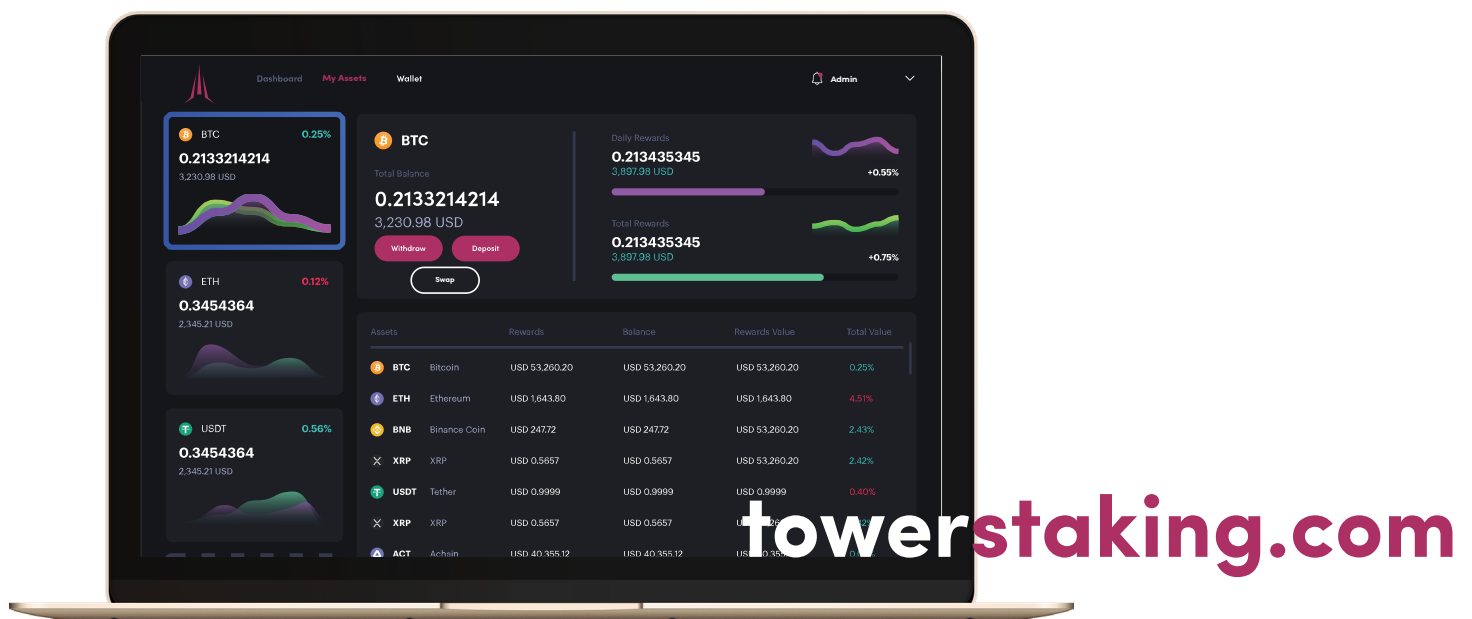 Dashboard My Assets Wallet Admin
BTC 0.25%
0.2133214214
3,230.98 USD
ETH 0.12%
0.3454364
2,345.21 USD
USDT 0.56%
0.3454364
2,345.21 USD
BTC
Total Balance
0.2133214214
3,230.98 USD
Withdraw Deposit
Swap
Daily Rewards
0.213435345
3,897.98 USD
+0.55%
Total Rewards
0.213435345
3,897.98 USD
+0.75%
Assets Rewards Balance Rewards Value Total Value
BTC Bitcoin USD 53,260.20 USD 53,260.20 USD 53,260.20 0.25%
ETH Ethereum USD 1,643.80 USD 1,643.80 USD 1,643.80 4.51%
BNB Binance Coin USD 247.72 USD 247.72 USD 53,260.20 2.43%
XRP XRP USD 0.5657 USD 0.5657 USD 53,260.20 2.42%
USDT Tether USD 0.9999 USD 0.9999 USD 0.9999 0.40%
XRP XRP USD 0.5657 USD 0.5657
ACT Achain USD 40,355.12 USD 40,355.12
towerstaking.com